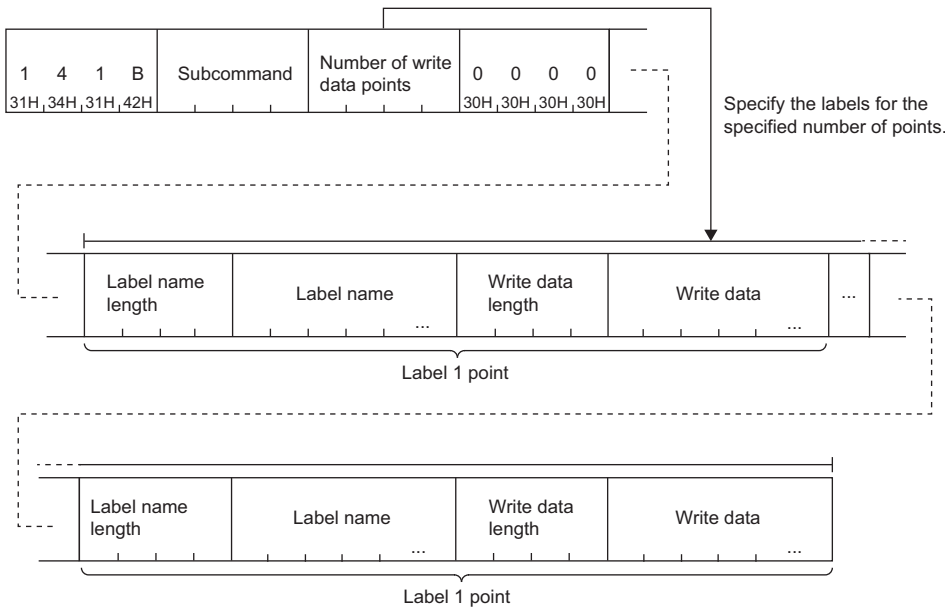 1 4 1 B
31H 34H 31H 42H
Subcommand
Number of write
data points
0 0 0 0
30H 30H 30H 30H
Specify the labels for the
specified number of points.
Label name
length
Label name
...
Write data
length
Write data
...
...
Label 1 point
Label name
length
Label name
...
Write data
length
Write data
...
Label 1 point